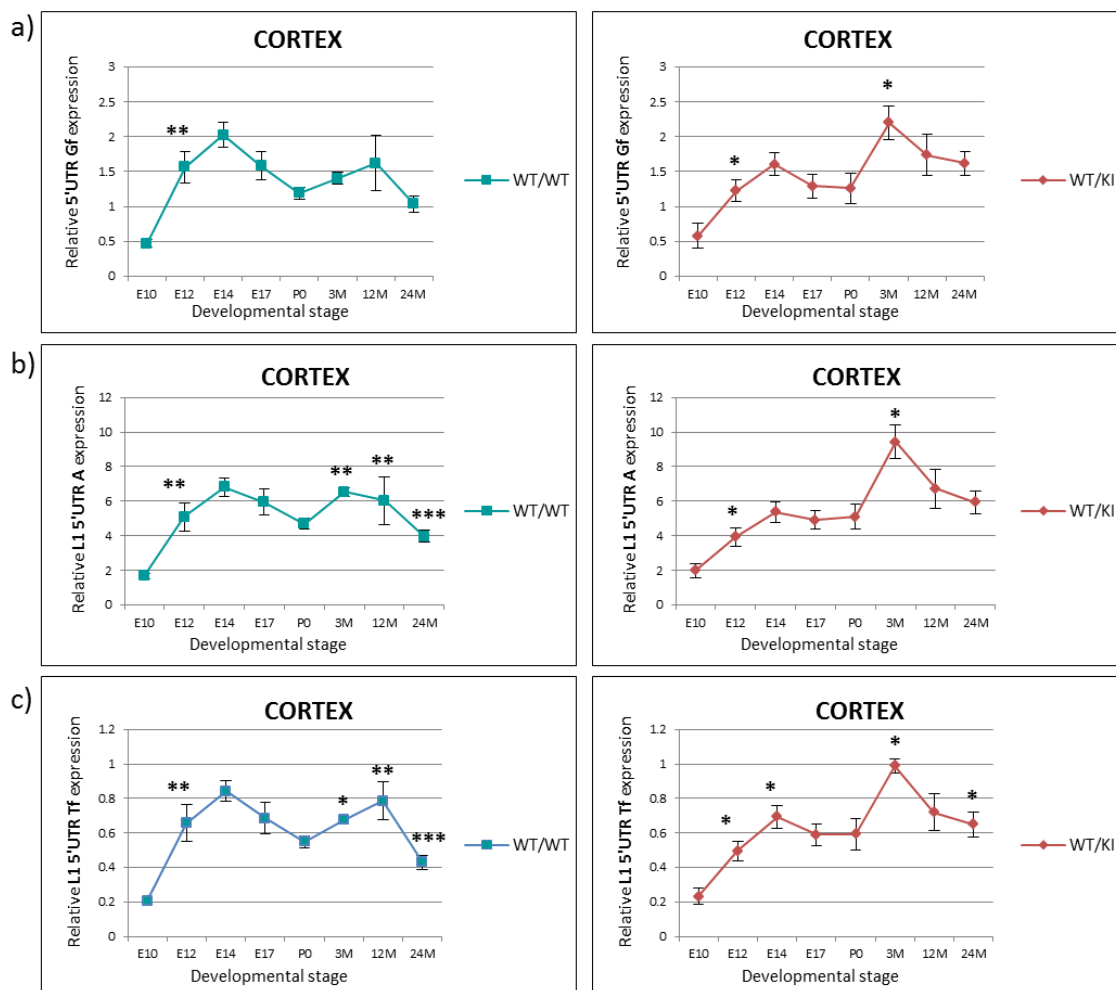 a)
CORTEX
Relative 5'UTR Gf expression
3
2.5
2
1.5
1
0.5
0
**
E10 E12 E14 E17 P0 3M 12M 24M
Developmental stage
WT/WT
CORTEX
Relative 5'UTR Gf expression
3
2.5
2
1.5
1
0.5
0
*
*
E10 E12 E14 E17 P0 3M 12M 24M
Developmental stage
WT/KI
b)
CORTEX
Relative L1 5'UTR A expression
12
10
8
6
4
2
0
**
**
**
***
E10 E12 E14 E17 P0 3M 12M 24M
Developmental stage
WT/WT
CORTEX
Relative L1 5'UTR A expression
12
10
8
6
4
2
0
*
*
E10 E12 E14 E17 P0 3M 12M 24M
Developmental stage
WT/KI
c)
CORTEX
Relative L1 5'UTR Tf expression
1.2
1
0.8
0.6
0.4
0.2
0
**
*
**
***
E10 E12 E14 E17 P0 3M 12M 24M
Developmental stage
WT/WT
CORTEX
Relative L1 5'UTR Tf expression
1.2
1
0.8
0.6
0.4
0.2
0
*
*
*
*
E10 E12 E14 E17 P0 3M 12M 24M
Developmental stage
WT/KI